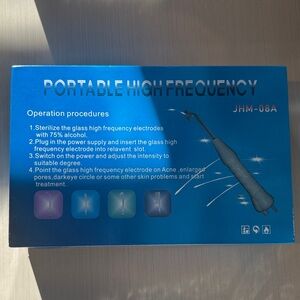 PORTABLE HIGH FREQUENCY
JHM-08A
Operation procedures
1.Sterilize the glass high frequency electrodes
with 75% alcohol.
2.Plug in the power supply and insert the glass high
frequency electrode into relavent slot.
3.Switch on the power and adjust the intensity to
suitable degree.
4.Point the glass high frequency electrode on Acne ,enlarged
pores,darkeye circle or some other skin problems and start
treatment.